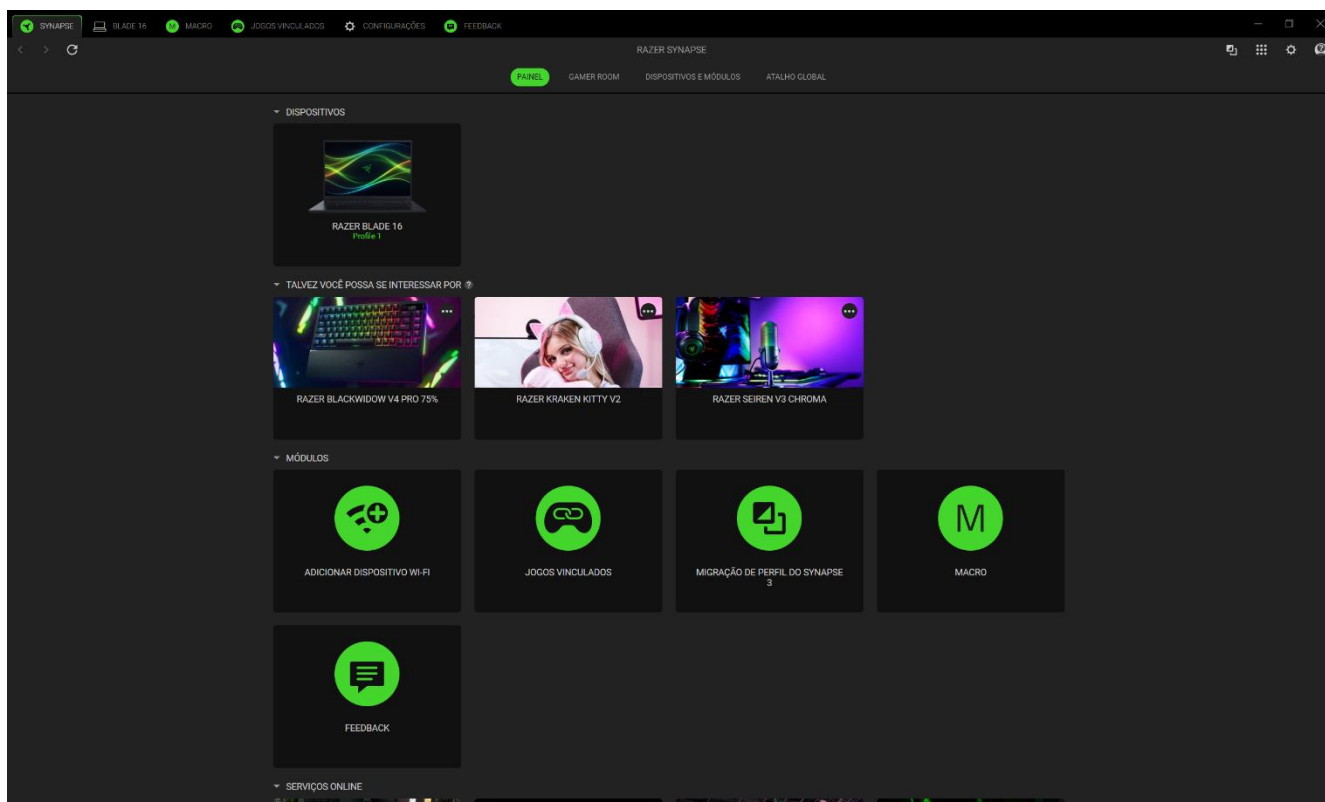 SYNAPSE
BLADE 16
MACRO
JOGOS VINCULADOS
CONFIGURAÇÕES
FEEDBACK
RAZER SYNAPSE
PAINEL
GAMER ROOM
DISPOSITIVOS E MÓDULOS
ATALHO GLOBAL
DISPOSITIVOS
RAZER BLADE 16
Profile 1
TALVEZ VOCÊ POSSA SE INTERESSAR POR
RAZER BLACKWIDOW V4 PRO 75%
RAZER KRAKEN KITTY V2
RAZER SEIREN V3 CHROMA
MÓDULOS
ADICIONAR DISPOSITIVO WI-FI
JOGOS VINCULADOS
MIGRAÇÃO DE PERFIL DO SYNAPSE
3
M
MACRO
FEEDBACK
SERVIÇOS ONLINE